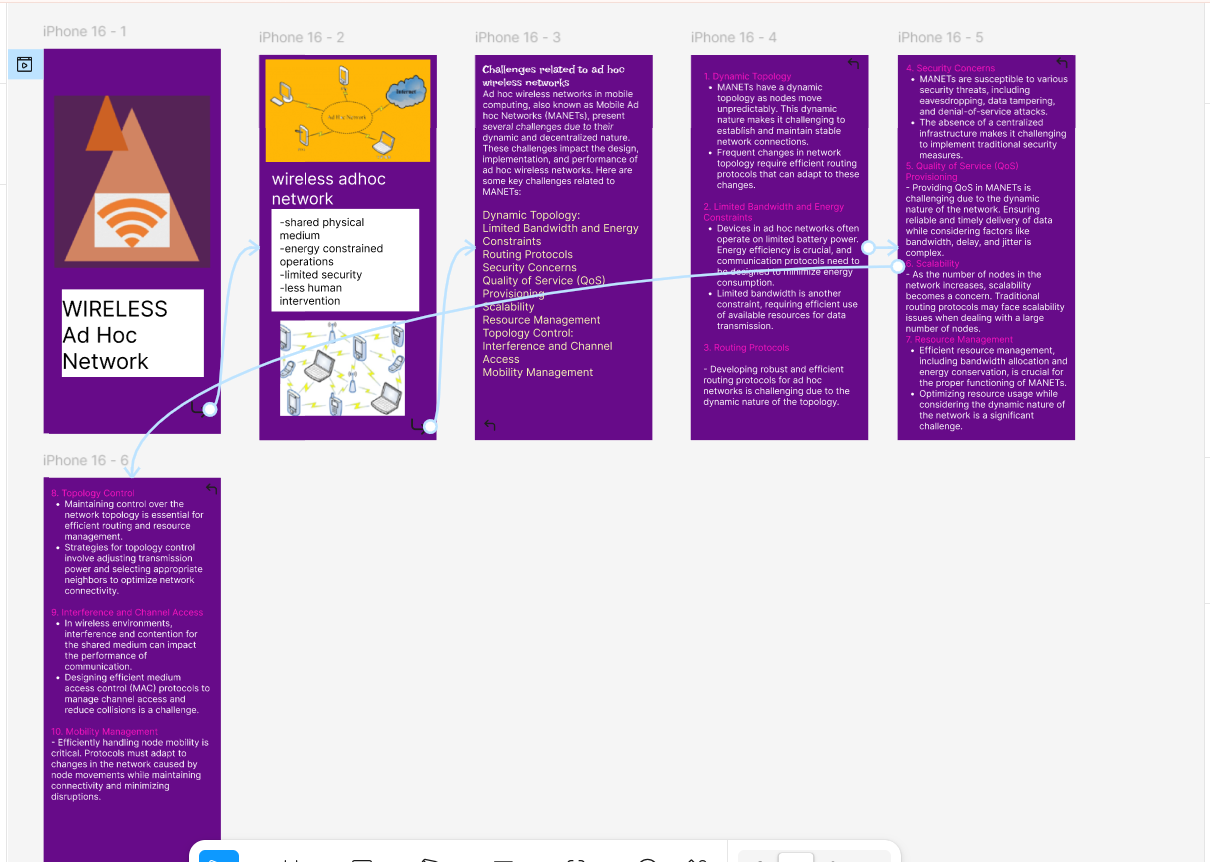 iPhone 16 - 1
WIRELESS
Ad Hoc
Network
iPhone 16 - 2
Internet
Ad Hoc Network
wireless adhoc
network
-shared physical
medium
-energy constrained
operations
-limited security
-less human
intervention
iPhone 16 - 3
Challenges related to ad hoc
wireless networks
Ad hoc wireless networks in mobile
computing, also known as Mobile Ad
hoc Networks (MANETs), present
several challenges due to their
dynamic and decentralized nature.
These challenges impact the design,
implementation, and performance of
ad hoc wireless networks. Here are
some key challenges related to
MANETs:
Dynamic Topology:
Limited Bandwidth and Energy
Constraints
Routing Protocols
Security Concerns
Quality of Service (QoS)
Provisioning
Scalability
Resource Management
Topology Control:
Interference and Channel
Access
Mobility Management
iPhone 16 - 4
1. Dynamic Topology
• MANETs have a dynamic
topology as nodes move
unpredictably. This dynamic
nature makes it challenging to
establish and maintain stable
network connections.
• Frequent changes in network
topology require efficient routing
protocols that can adapt to these
changes.
2. Limited Bandwidth and Energy
Constraints
• Devices in ad hoc networks often
operate on limited battery power.
Energy efficiency is crucial, and
communication protocols need to
be designed to minimize energy
consumption.
• Limited bandwidth is another
constraint, requiring efficient use
of available resources for data
transmission.
3. Routing Protocols
- Developing robust and efficient
routing protocols for ad hoc
networks is challenging due to the
dynamic nature of the topology.
iPhone 16 - 5
4. Security Concerns
• MANETs are susceptible to various
security threats, including
eavesdropping, data tampering,
and denial-of-service attacks.
• The absence of a centralized
infrastructure makes it challenging
to implement traditional security
measures.
5. Quality of Service (QoS)
Provisioning
- Providing QoS in MANETs is
challenging due to the dynamic
nature of the network. Ensuring
reliable and timely delivery of data
while considering factors like
bandwidth, delay, and jitter is
complex.
6. Scalability
- As the number of nodes in the
network increases, scalability
becomes a concern. Traditional
routing protocols may face scalability
issues when dealing with a large
number of nodes.
7. Resource Management
• Efficient resource management,
including bandwidth allocation and
energy conservation, is crucial for
the proper functioning of MANETs.
• Optimizing resource usage while
considering the dynamic nature of
the network is a significant
challenge.
iPhone 16 - 6
8. Topology Control
• Maintaining control over the
network topology is essential for
efficient routing and resource
management.
• Strategies for topology control
involve adjusting transmission
power and selecting appropriate
neighbors to optimize network
connectivity.
9. Interference and Channel Access
• In wireless environments,
interference and contention for
the shared medium can impact
the performance of
communication.
• Designing efficient medium
access control (MAC) protocols to
manage channel access and
reduce collisions is a challenge.
10. Mobility Management
- Efficiently handling node mobility is
critical. Protocols must adapt to
changes in the network caused by
node movements while maintaining
connectivity and minimizing
disruptions.